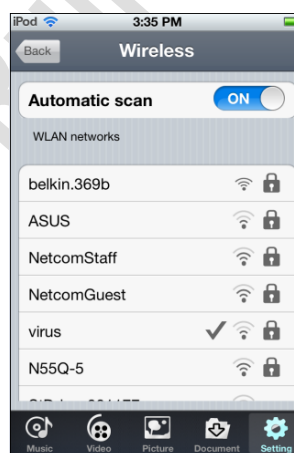 iPod 3:35 PM
Back Wireless
Automatic scan ON
WLAN networks
belkin.369b
ASUS
NetcomStaff
NetcomGuest
virus
N55Q-5
Music Video Picture Document Setting